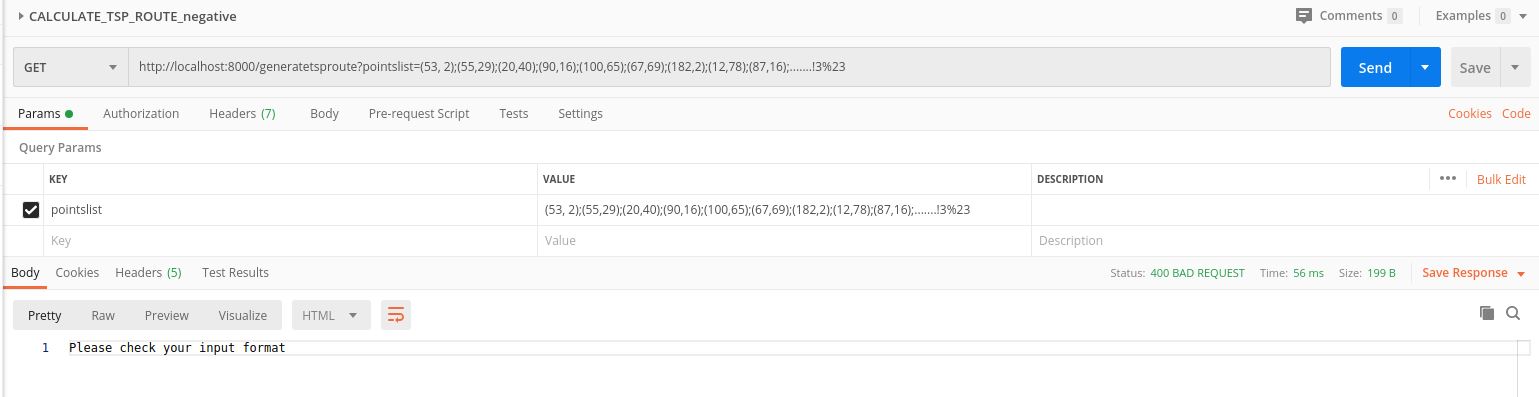 CALCULATE_TSP_ROUTE_negative
Comments 0 Examples 0
GET http://localhost:8000/generatetsproute?pointslist=(53, 2);(55,29);(20,40);(90,16);(100,65);(67,69);(182,2);(12,78);(87,16);.......!3%23 Send Save
Params Authorization Headers (7) Body Pre-request Script Tests Settings Cookies Code
Query Params
KEY VALUE DESCRIPTION ••• Bulk Edit
pointslist (53, 2);(55,29);(20,40);(90,16);(100,65);(67,69);(182,2);(12,78);(87,16);.......!3%23
Key Value Description
Body Cookies Headers (5) Test Results Status: 400 BAD REQUEST Time: 56 ms Size: 199 B Save Response
Pretty Raw Preview Visualize HTML
1 Please check your input format